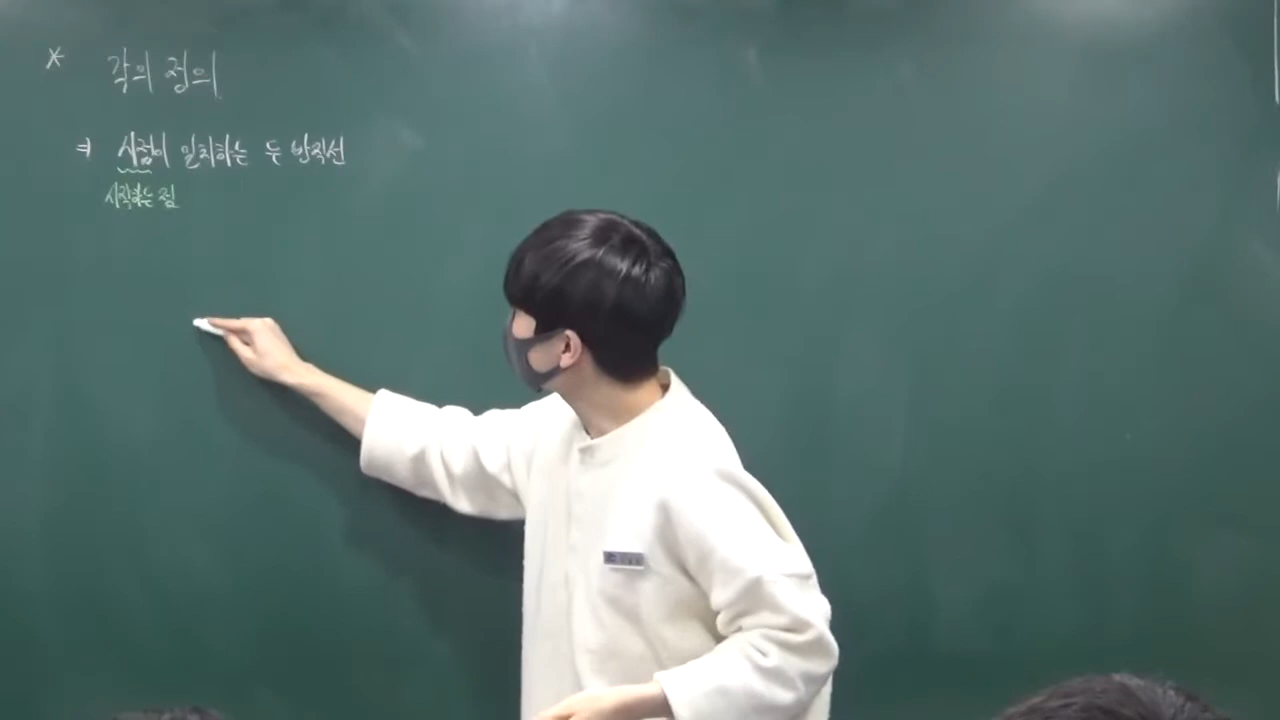 * 각의 정의
⇒ 시점이 일치하는 두 반직선
시작하는 점